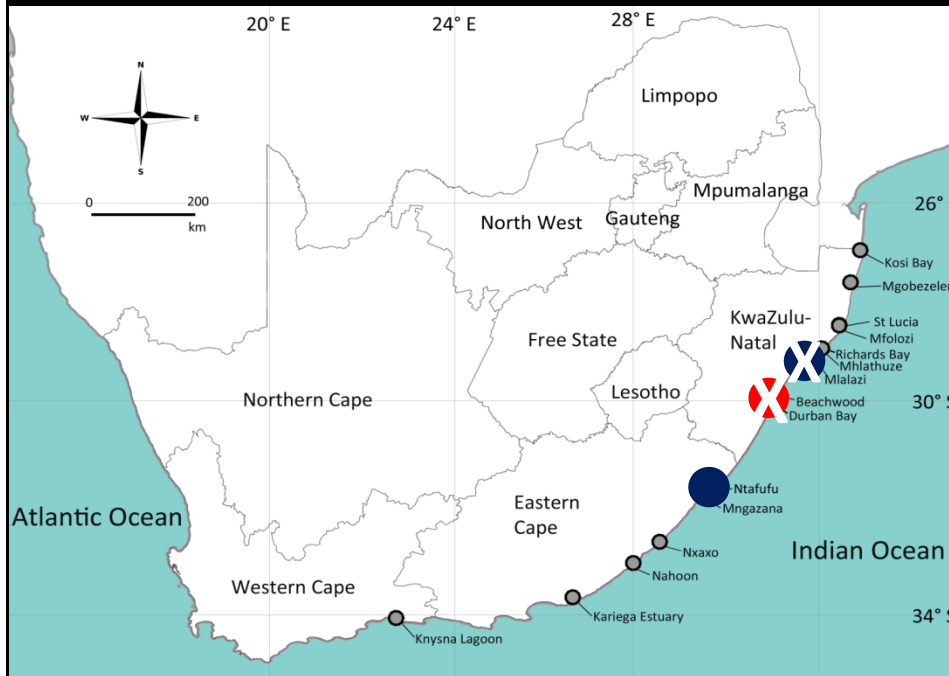 20° E
24° E
28° E
N
W
E
S
0
200
km
Limpopo
Mpumalanga
Gauteng
North West
26°
Kosi Bay
Mgobezelen
KwaZulu-
Natal
St Lucia
Mfolozi
Richards Bay
Mhlathuze
Mlalazi
X
Free State
Lesotho
Northern Cape
X
Beachwood
Durban Bay
30° S
Ntafufu
Mngazana
Eastern
Cape
Atlantic Ocean
Indian Ocean
Nxaxo
Nahoon
Western Cape
Kariega Estuary
34° S
Knysna Lagoon